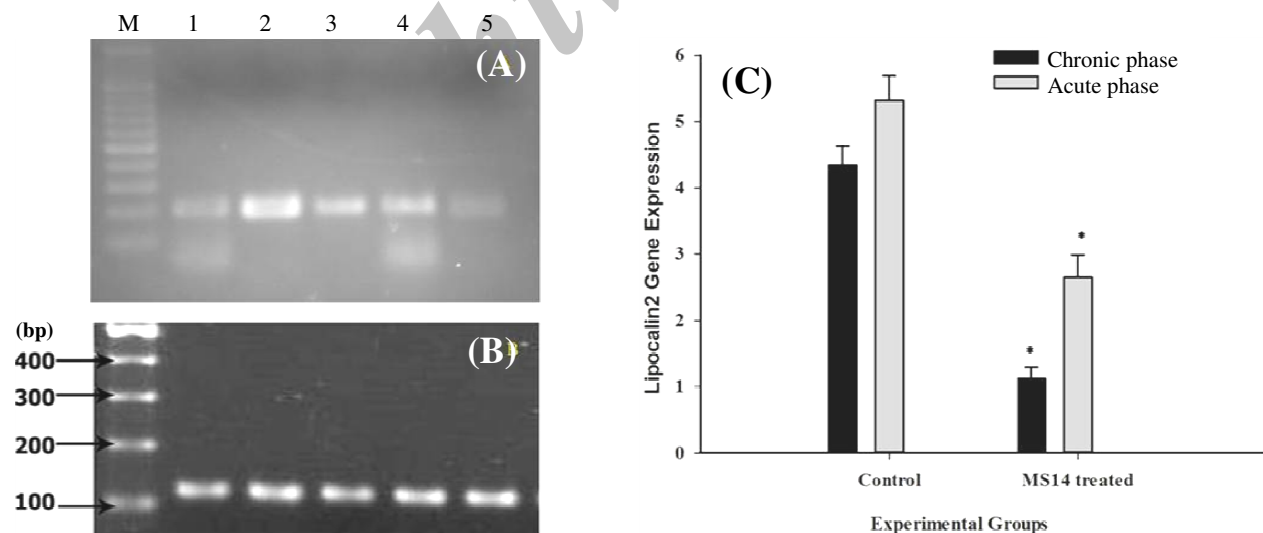 M 1 2 3 4 5
(A)
(bp)
400
300
200
100
(B)
B
(C)
Chronic phase
Acute phase
Lipocalin2 Gene Expression
6
5
4
3
2
1
0
*
*
Control MS14 treated
Experimental Groups